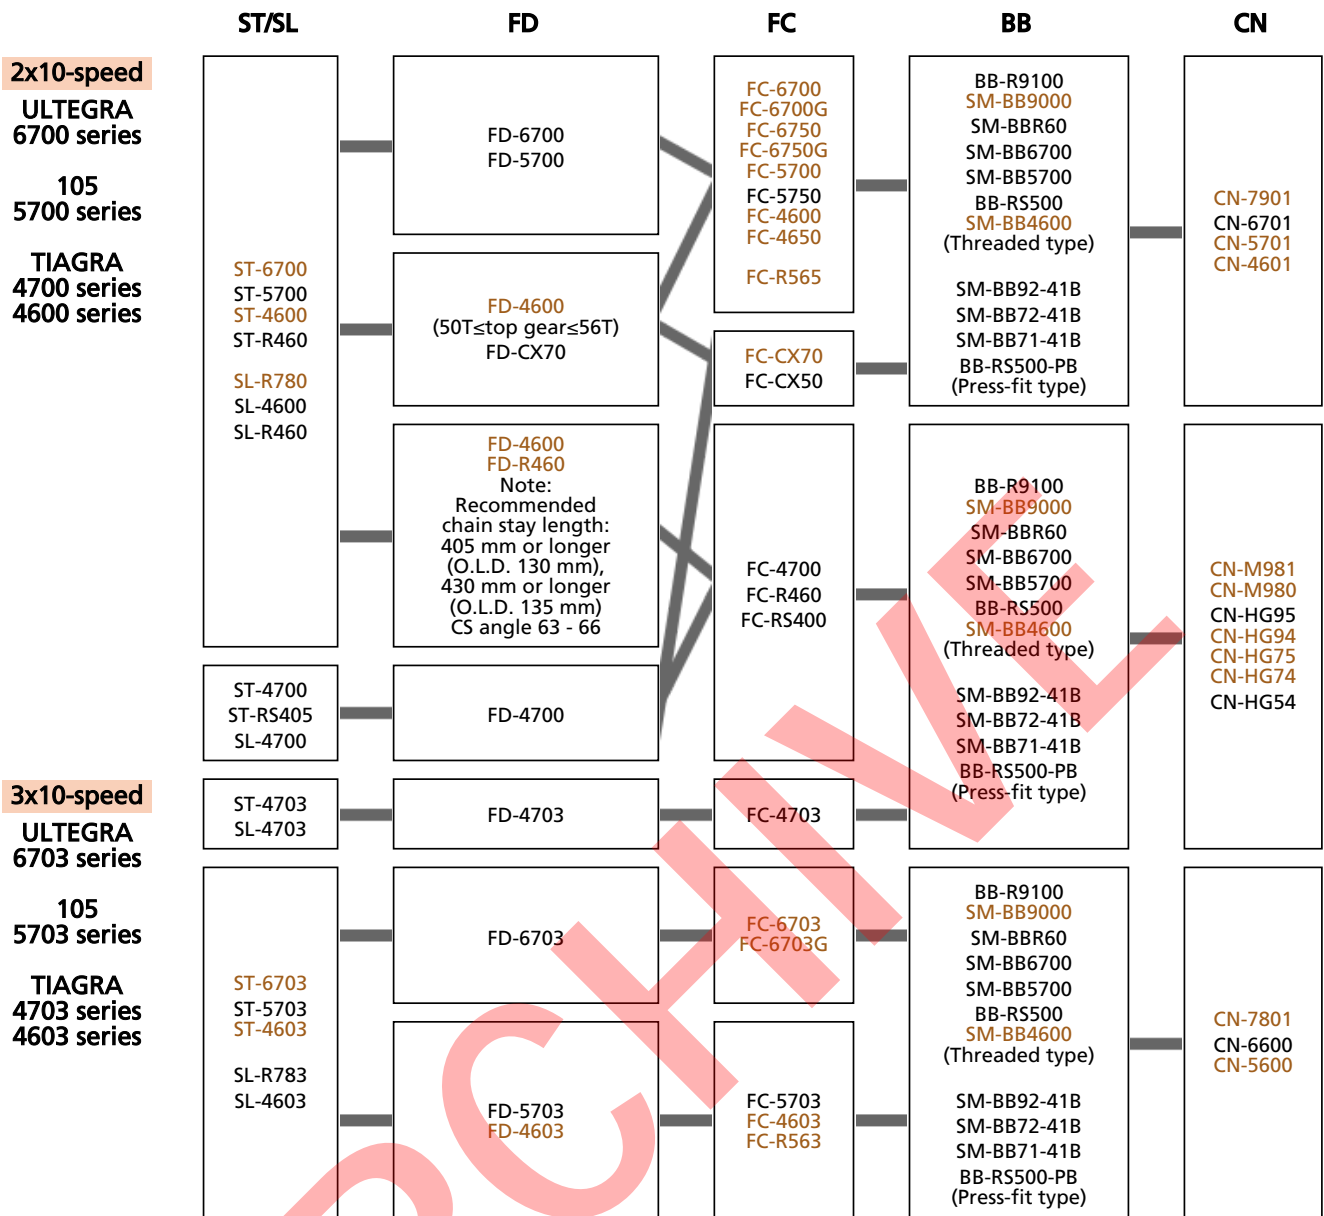 ST/SL
FD
FC
BB
CN
2x10-speed
ULTEGRA
6700 series
105
5700 series
TIAGRA
4700 series
4600 series
ST-6700
ST-5700
ST-4600
ST-R460
SL-R780
SL-4600
SL-R460
FD-6700
FD-5700
FD-4600
(50T≤top gear≤56T)
FD-CX70
FD-4600
FD-R460
Note:
Recommended
chain stay length:
405 mm or longer
(O.L.D. 130 mm),
430 mm or longer
(O.L.D. 135 mm)
CS angle 63 - 66
FC-6700
FC-6700G
FC-6750
FC-6750G
FC-5700
FC-5750
FC-4600
FC-4650
FC-R565
FC-CX70
FC-CX50
BB-R9100
SM-BB9000
SM-BBR60
SM-BB6700
SM-BB5700
BB-RS500
SM-BB4600
(Threaded type)
SM-BB92-41B
SM-BB72-41B
SM-BB71-41B
BB-RS500-PB
(Press-fit type)
CN-7901
CN-6701
CN-5701
CN-4601
ST-4700
ST-RS405
SL-4700
FD-4700
FC-4700
FC-R460
FC-RS400
BB-R9100
SM-BB9000
SM-BBR60
SM-BB6700
SM-BB5700
BB-RS500
SM-BB4600
(Threaded type)
SM-BB92-41B
SM-BB72-41B
SM-BB71-41B
BB-RS500-PB
(Press-fit type)
CN-M981
CN-M980
CN-HG95
CN-HG94
CN-HG75
CN-HG74
CN-HG54
3x10-speed
ULTEGRA
6703 series
105
5703 series
TIAGRA
4703 series
4603 series
ST-4703
SL-4703
FD-4703
FC-4703
ST-6703
ST-5703
ST-4603
SL-R783
SL-4603
FD-6703
FC-6703
FC-6703G
FD-5703
FD-4603
FC-5703
FC-4603
FC-R563
BB-R9100
SM-BB9000
SM-BBR60
SM-BB6700
SM-BB5700
BB-RS500
SM-BB4600
(Threaded type)
SM-BB92-41B
SM-BB72-41B
SM-BB71-41B
BB-RS500-PB
(Press-fit type)
CN-7801
CN-6600
CN-5600
RCHIVE